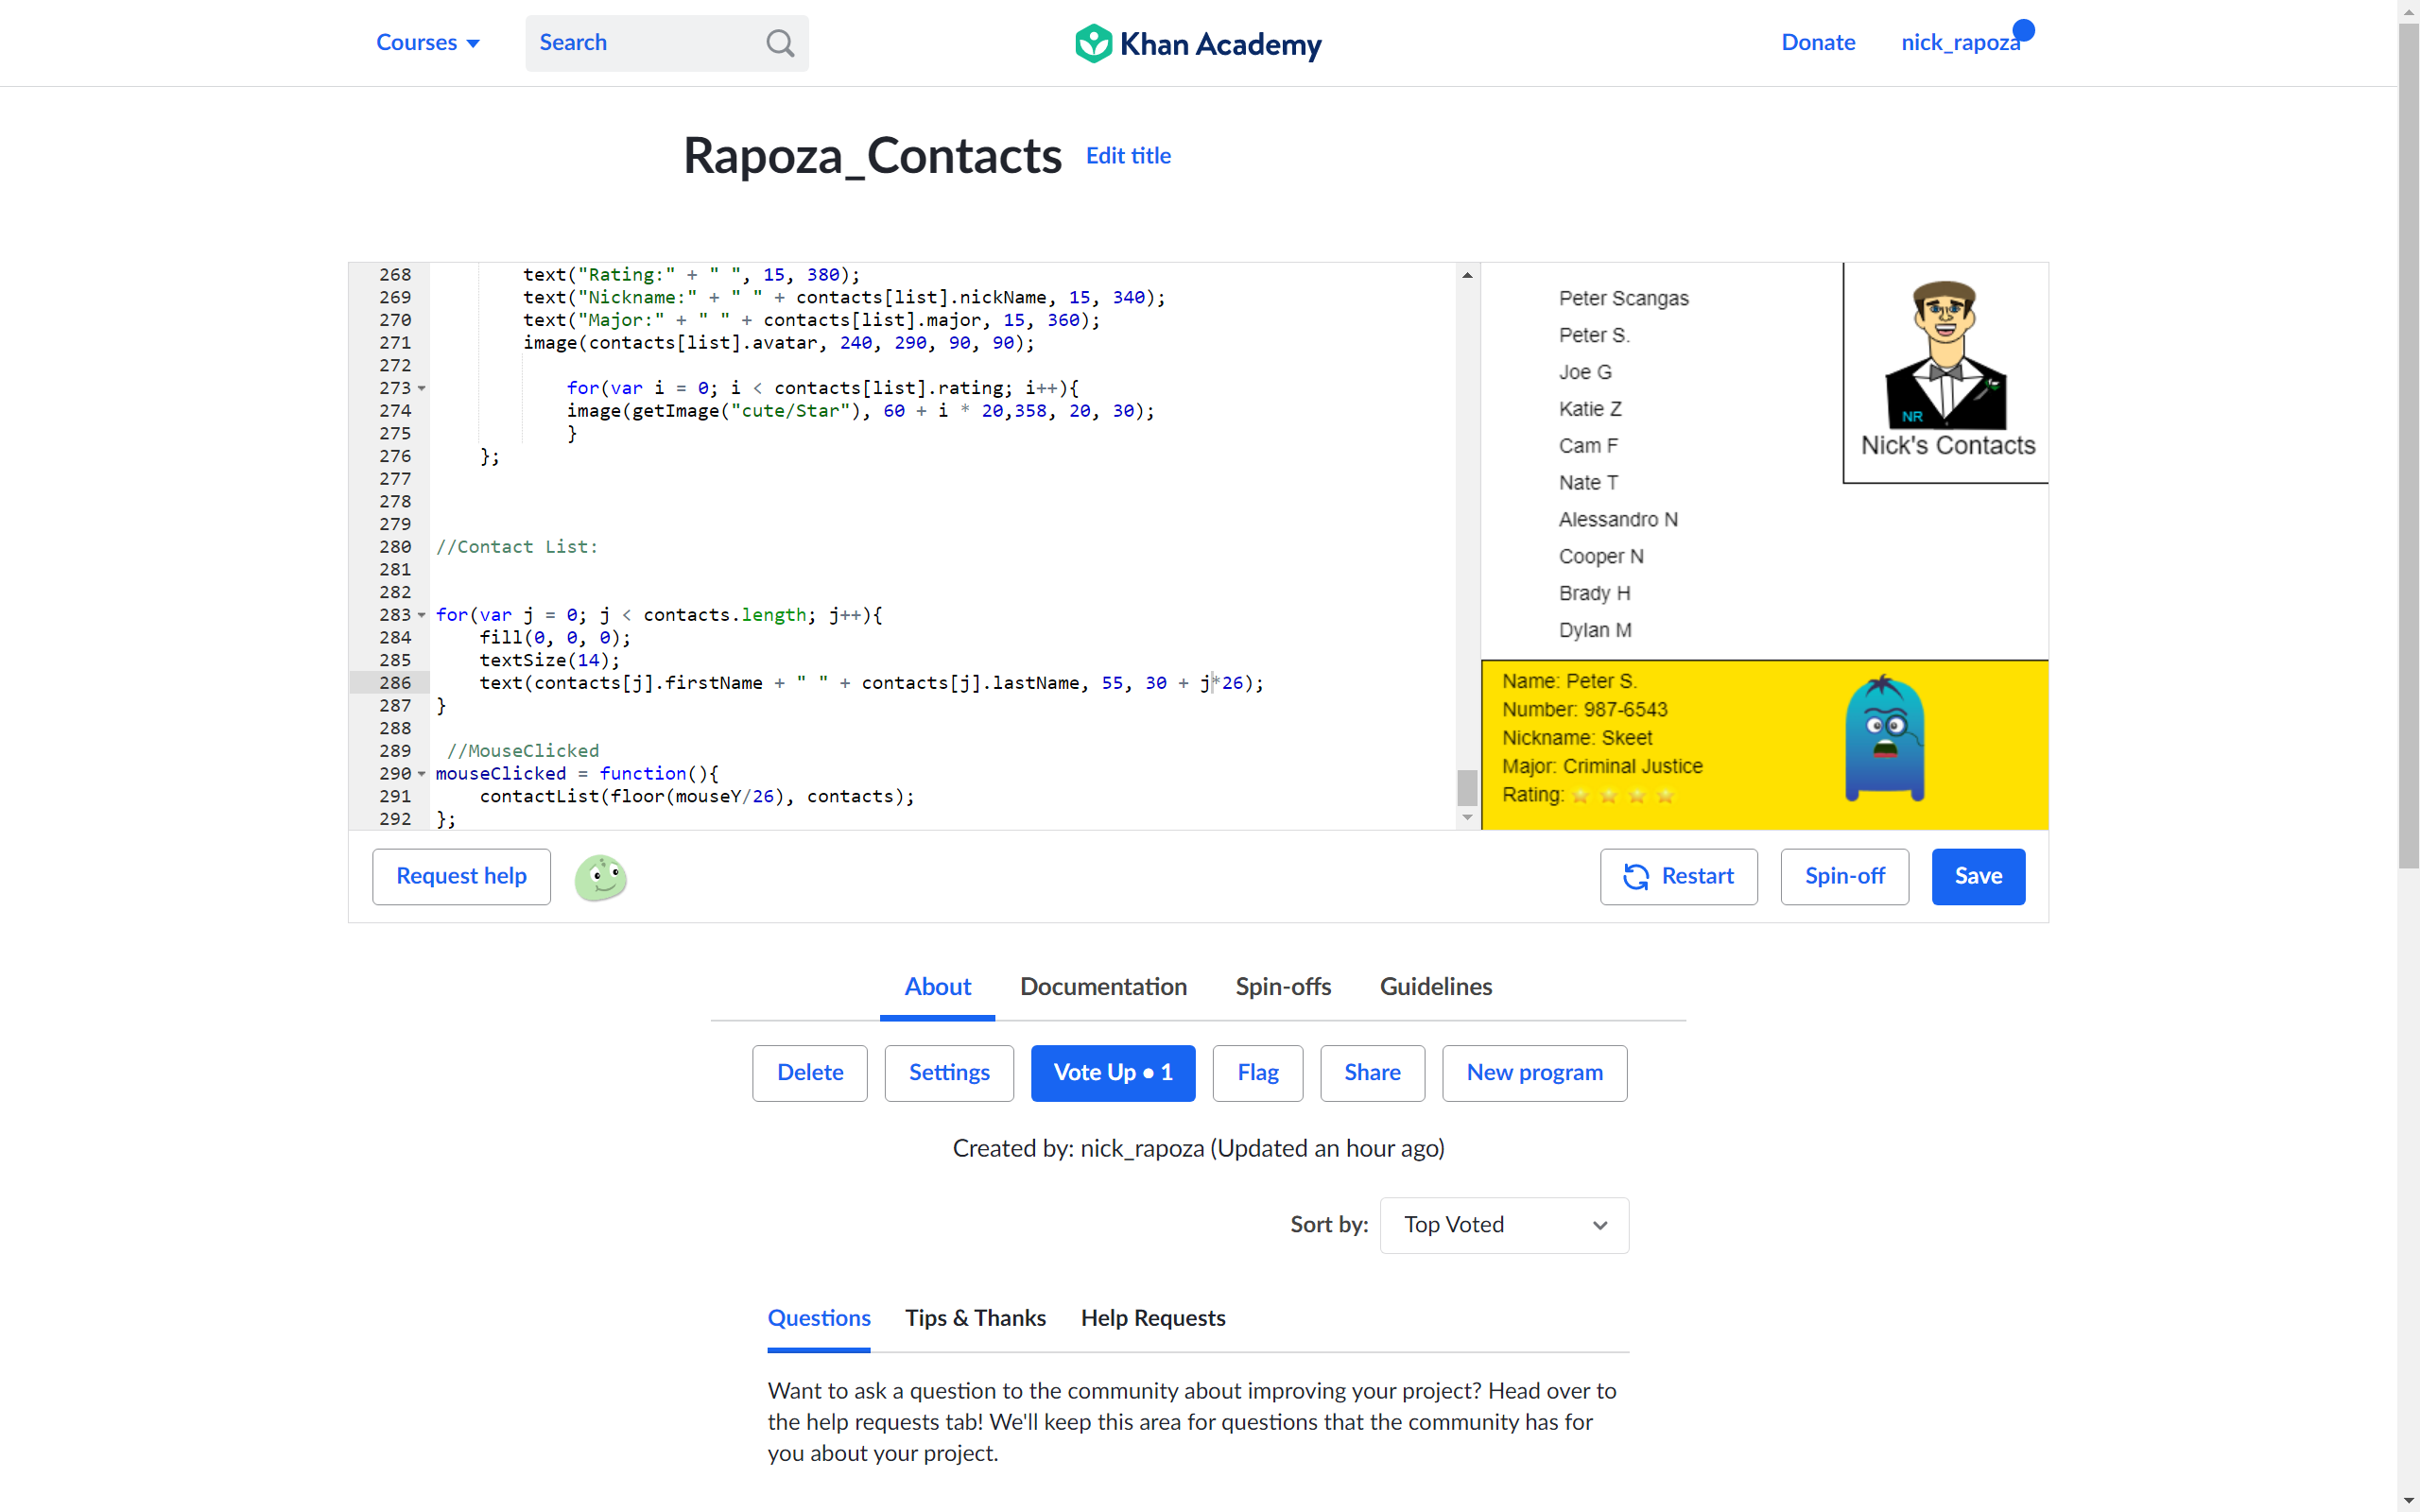 Courses
Search
Khan Academy
Donate
nick_rapoza
Rapoza_Contacts
Edit title
268 text("Rating:" + " ", 15, 380);
269 text("Nickname:" + " " + contacts[list].nickName, 15, 340);
270 text("Major:" + " " + contacts[list].major, 15, 360);
271 image(contacts[list].avatar, 240, 290, 90, 90);
272
273 for(var i = 0; i < contacts[list].rating; i++){
274 image(getImage("cute/Star"), 60 + i * 20,358, 20, 30);
275 }
276 };
277
278
279
280 //Contact List:
281
282
283 for(var j = 0; j < contacts.length; j++){
284 fill(0, 0, 0);
285 textSize(14);
286 text(contacts[j].firstName + " " + contacts[j].lastName, 55, 30 + j*26);
287 }
288
289 //MouseClicked
290 mouseClicked = function(){
291 contactList(floor(mouseY/26), contacts);
292 };
Peter Scangas
Peter S.
Joe G
Katie Z
Cam F
Nate T
Alessandro N
Cooper N
Brady H
Dylan M
NR
Nick's Contacts
Name: Peter S.
Number: 987-6543
Nickname: Skeet
Major: Criminal Justice
Rating:
Request help
Restart
Spin-off
Save
About
Documentation
Spin-offs
Guidelines
Delete
Settings
Vote Up • 1
Flag
Share
New program
Created by: nick_rapoza (Updated an hour ago)
Sort by:
Top Voted
Questions
Tips & Thanks
Help Requests
Want to ask a question to the community about improving your project? Head over to
the help requests tab! We'll keep this area for questions that the community has for
you about your project.